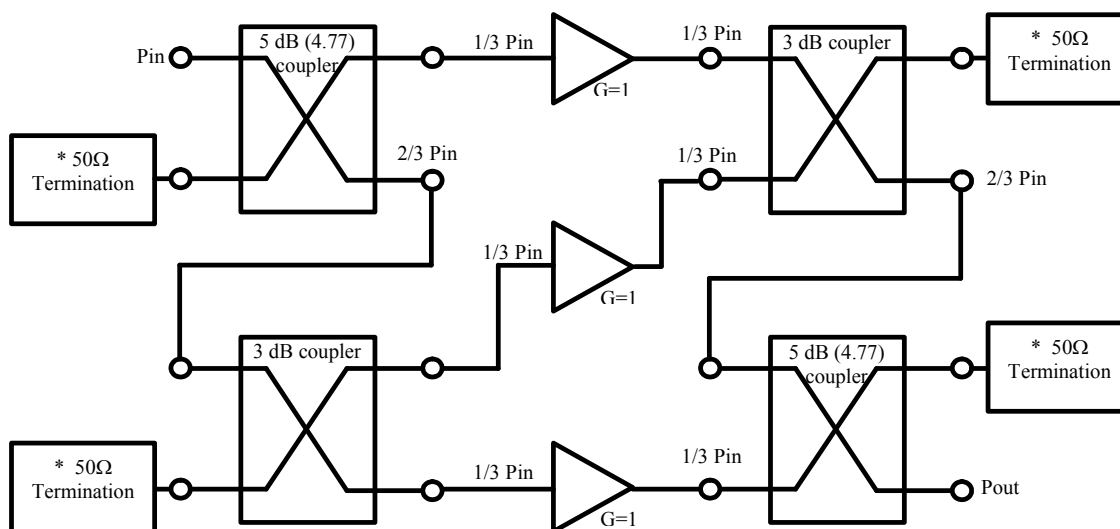 5 dB (4.77)
coupler
1/3 Pin
1/3 Pin
3 dB coupler
* 50Ω
Termination
Pin
G=1
* 50Ω
Termination
2/3 Pin
1/3 Pin
2/3 Pin
1/3 Pin
G=1
3 dB coupler
5 dB (4.77)
coupler
* 50Ω
Termination
* 50Ω
Termination
1/3 Pin
1/3 Pin
Pout
G=1